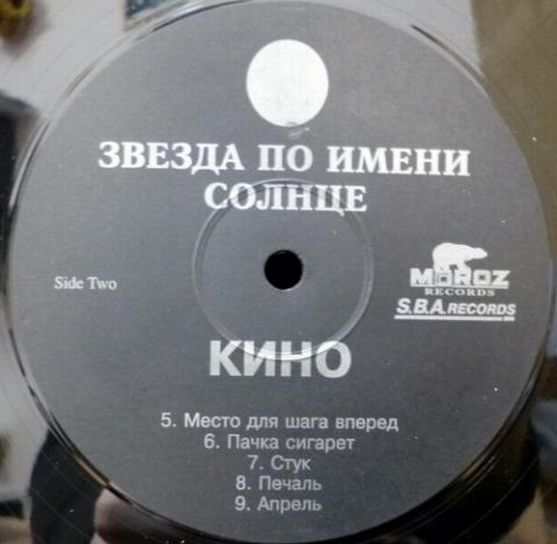 ЗВЕЗДА ПО ИМЕНИ
СОЛНЦЕ
Side Two
MOROZ
RECORDS
S.B.A. RECORDS
КИНО
5. Место для шага вперед
6. Пачка сигарет
7. Стук
8. Печаль
9. Апрель